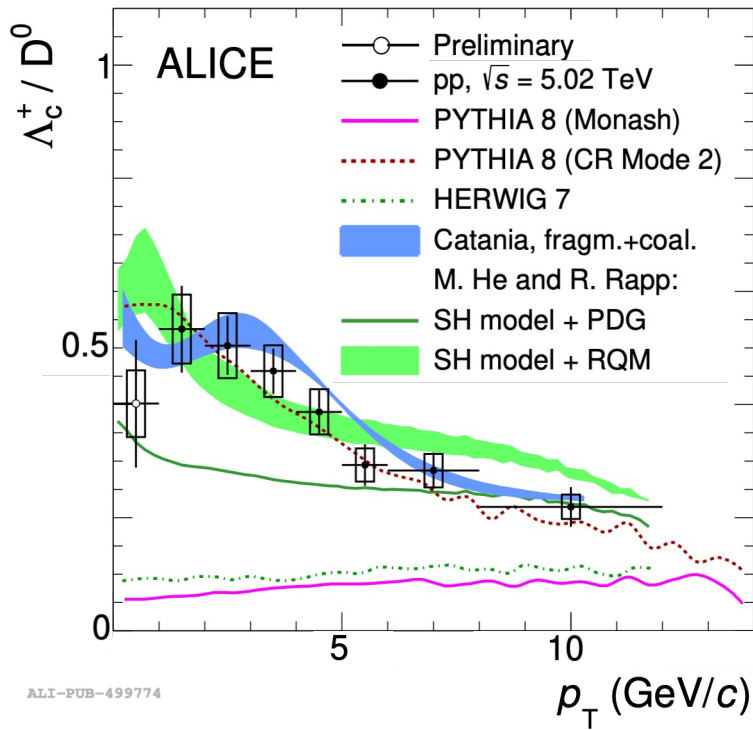 Λc+ / D0
1
0.5
0
ALICE
Preliminary
pp, √s = 5.02 TeV
PYTHIA 8 (Monash)
PYTHIA 8 (CR Mode 2)
HERWIG 7
Catania, fragm.+coal.
M. He and R. Rapp:
SH model + PDG
SH model + RQM
5
10
pT (GeV/c)
ALI-PUB-499774